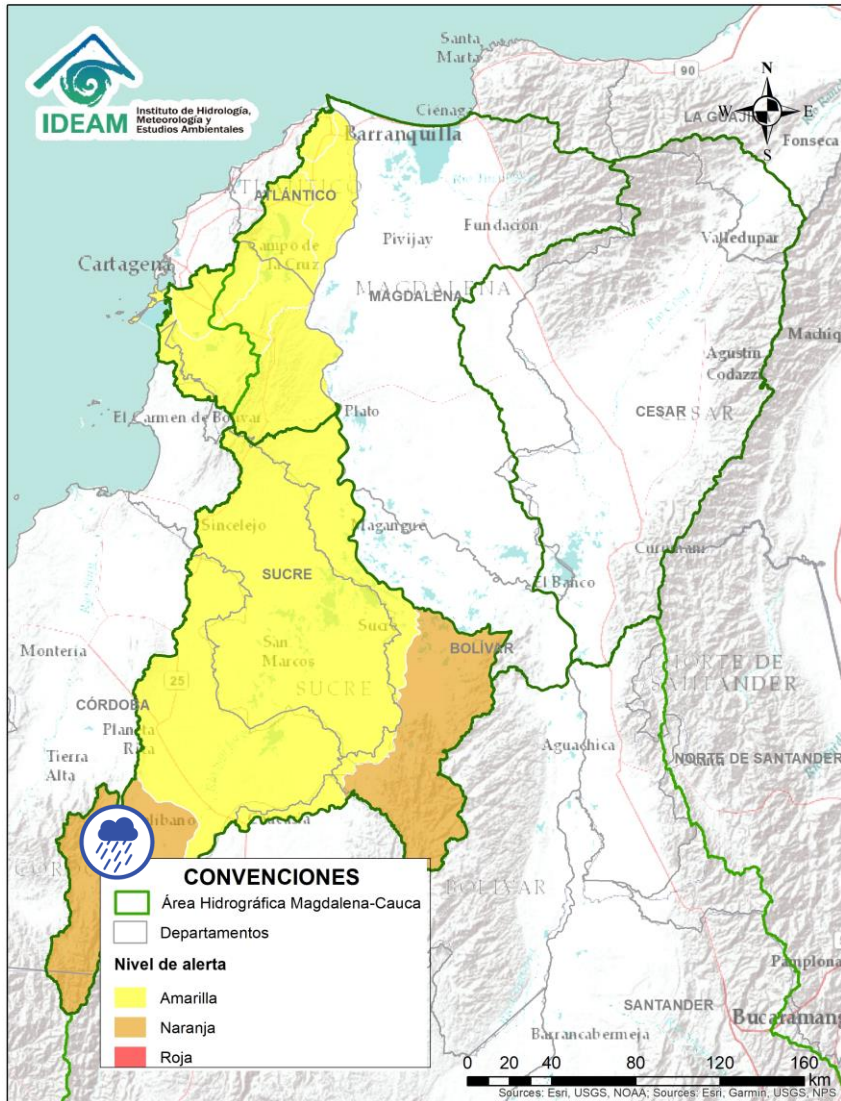 IDEAM
Instituto de Hidrología,
Meteorología y
Estudios Ambientales
Santa
Marta
90
N
W
E
S
LA GUAJIRA
Ciénaga
Barranquilla
Fonseca
ATLÁNTICO
Fundación
Pivijay
Valledupar
Campo de
la Cruz
Cartagena
MAGDALENA
MAGDALENA
Agustín
Codazzi
CESAR
CESAR
El Carmen de Bolívar
Plato
Sincelejo
Magangue
Curumani
SUCRE
El Banco
Sucre
BOLÍVAR
San
Marcos
Montería
SUCRE
NORTE DE
SANTANDER
25
CÓRDOBA
Planeta
Rica
Aguachica
Tierra
Alta
NORTE DE SANTANDER
BOLÍVAR
CONVENCIONES
Área Hidrográfica Magdalena-Cauca
Departamentos
Nivel de alerta
Amarilla
Naranja
Roja
Pamplona
SANTANDER
Barrancabermeja
0 20 40 80 120 160
km
Sources: Esri, USGS, NOAA; Sources: Esri, Garmin, USGS, NPS